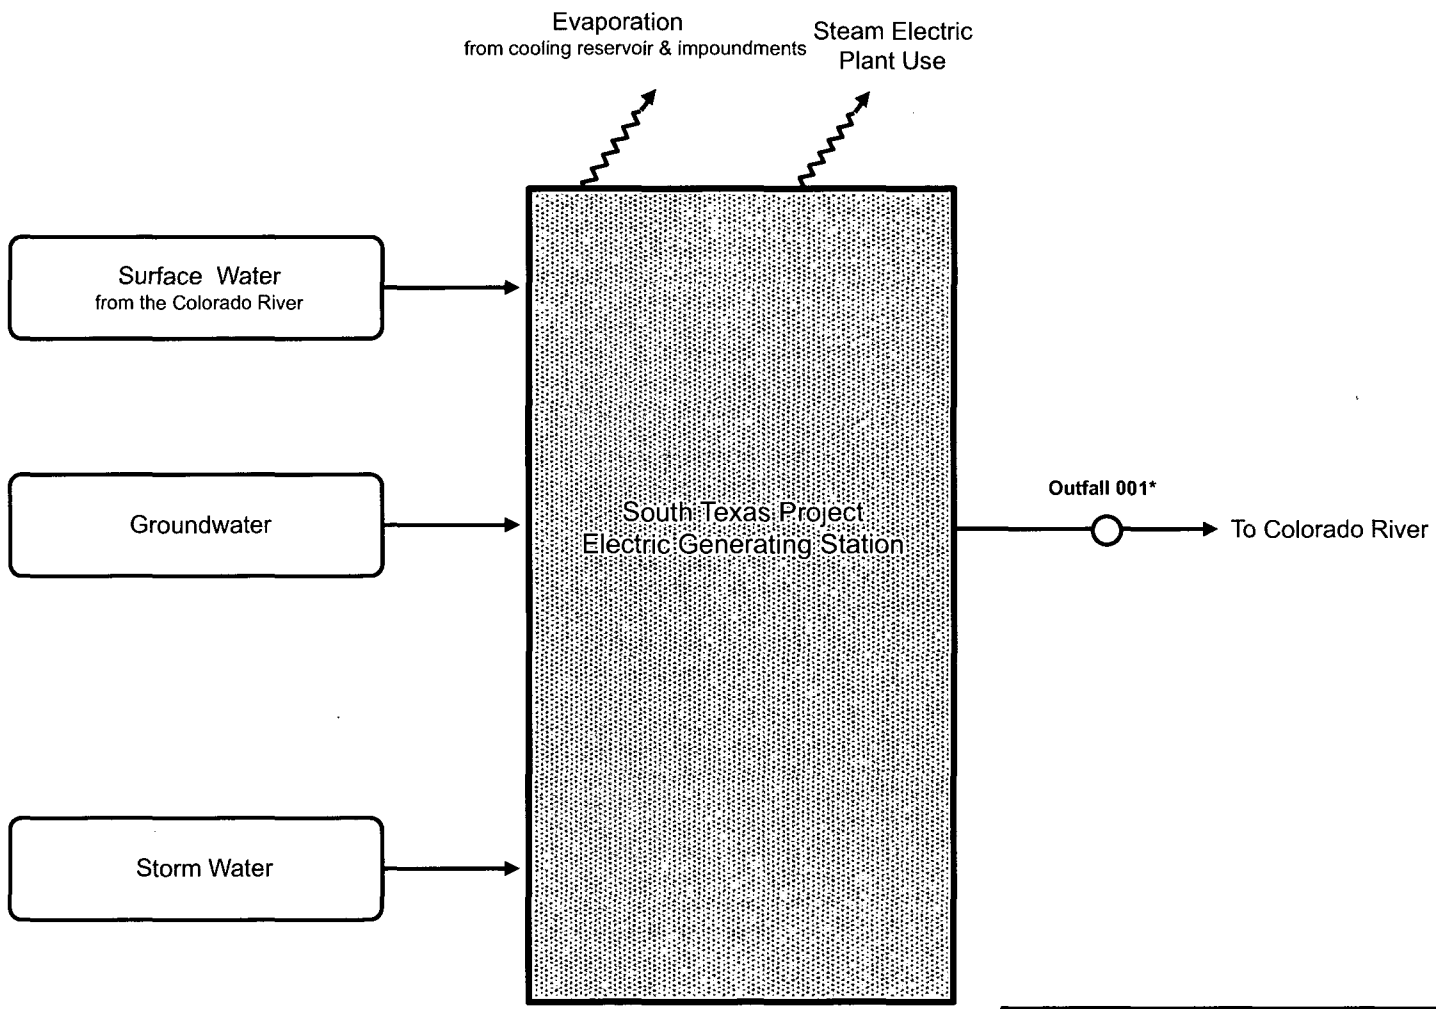 Evaporation
from cooling reservoir & impoundments
Steam Electric
Plant Use
Surface Water
from the Colorado River
Groundwater
Storm Water
South Texas Project
Electric Generating Station
Outfall 001*
To Colorado River